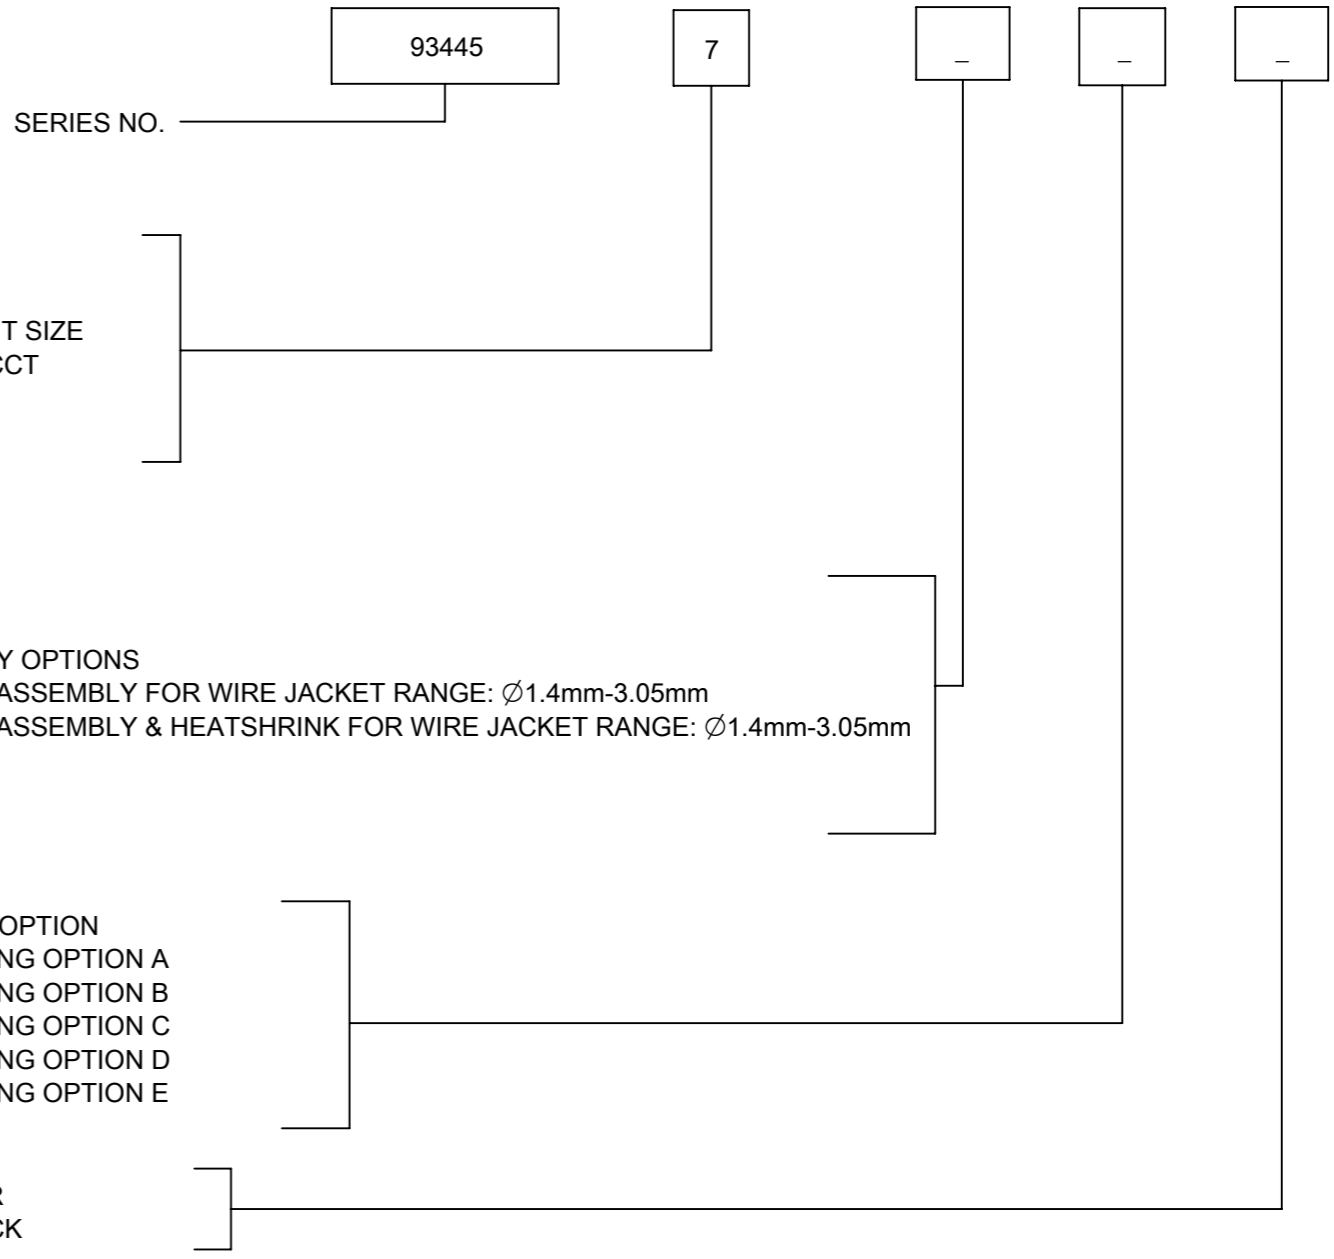 93445 7 _ _ _
SERIES NO.
T SIZE
CCT
Y OPTIONS
ASSEMBLY FOR WIRE JACKET RANGE: ∅1.4mm-3.05mm
ASSEMBLY & HEATSHRINK FOR WIRE JACKET RANGE: ∅1.4mm-3.05mm
OPTION
NG OPTION A
NG OPTION B
NG OPTION C
NG OPTION D
NG OPTION E
R
CK